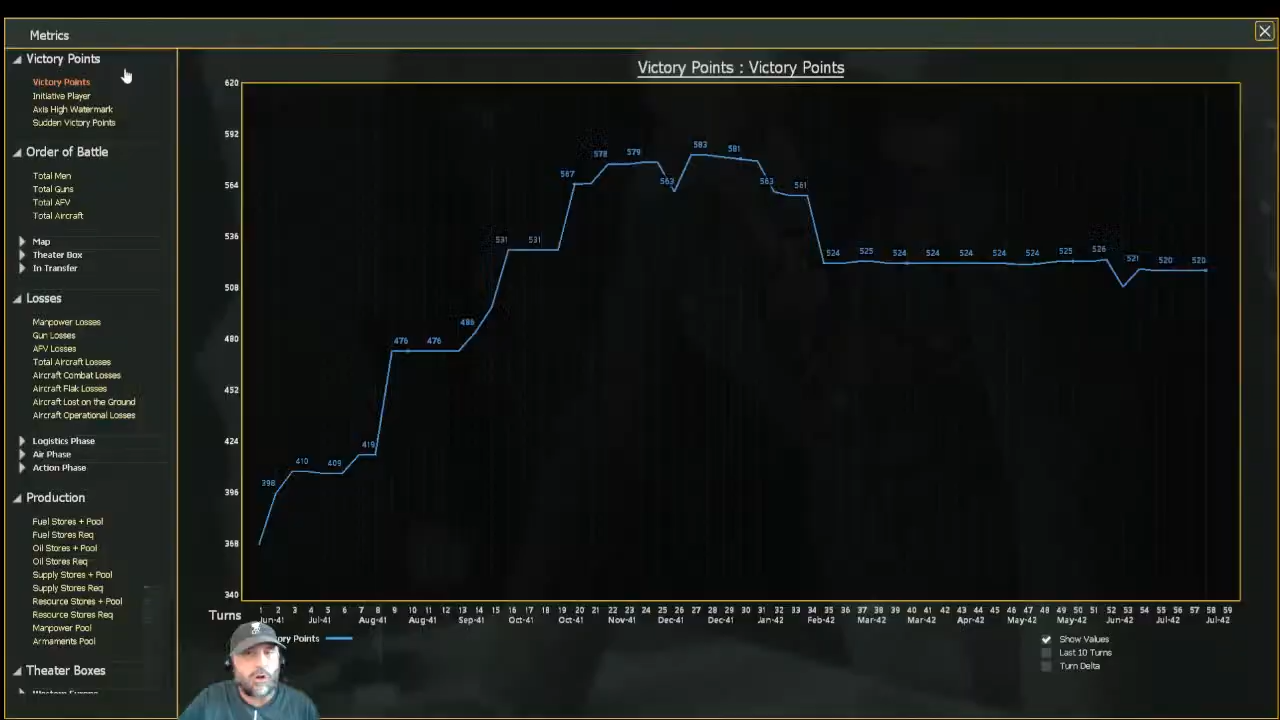 Metrics
Victory Points
Victory Points
Initiative Player
Axis High Watermark
Sudden Victory Points
Order of Battle
Total Men
Total Guns
Total AFV
Total Aircraft
Map
Theater Box
In Transfer
Losses
Manpower Losses
Gun Losses
AFV Losses
Total Aircraft Losses
Aircraft Combat Losses
Aircraft Flak Losses
Aircraft Lost on the Ground
Aircraft Operational Losses
Logistics Phase
Air Phase
Action Phase
Production
Fuel Stores + Pool
Fuel Stores Req
Oil Stores + Pool
Oil Stores Req
Supply Stores + Pool
Supply Stores Req
Resource Stores + Pool
Resource Stores Req
Manpower Pool
Armaments Pool
Theater Boxes
Victory Points : Victory Points
620
592
564
536
508
480
452
424
396
368
340
398 410 409 419 476 476 486 531 531 567 578 579 563 583 581 563 561 524 525 524 524 524 524 524 525 526 521 520 520
Turns
1 2 3 4 5 6 7 8 9 10 11 12 13 14 15 16 17 18 19 20 21 22 23 24 25 26 27 28 29 30 31 32 33 34 35 36 37 38 39 40 41 42 43 44 45 46 47 48 49 50 51 52 53 54 55 56 57 58 59
Jun-41 Jul-41 Aug-41 Aug-41 Sep-41 Oct-41 Oct-41 Nov-41 Dec-41 Dec-41 Jan-42 Feb-42 Mar-42 Mar-42 Apr-42 May-42 May-42 Jun-42 Jul-42 Jul-42
Points
Show Values
Last 10 Turns
Turn Delta